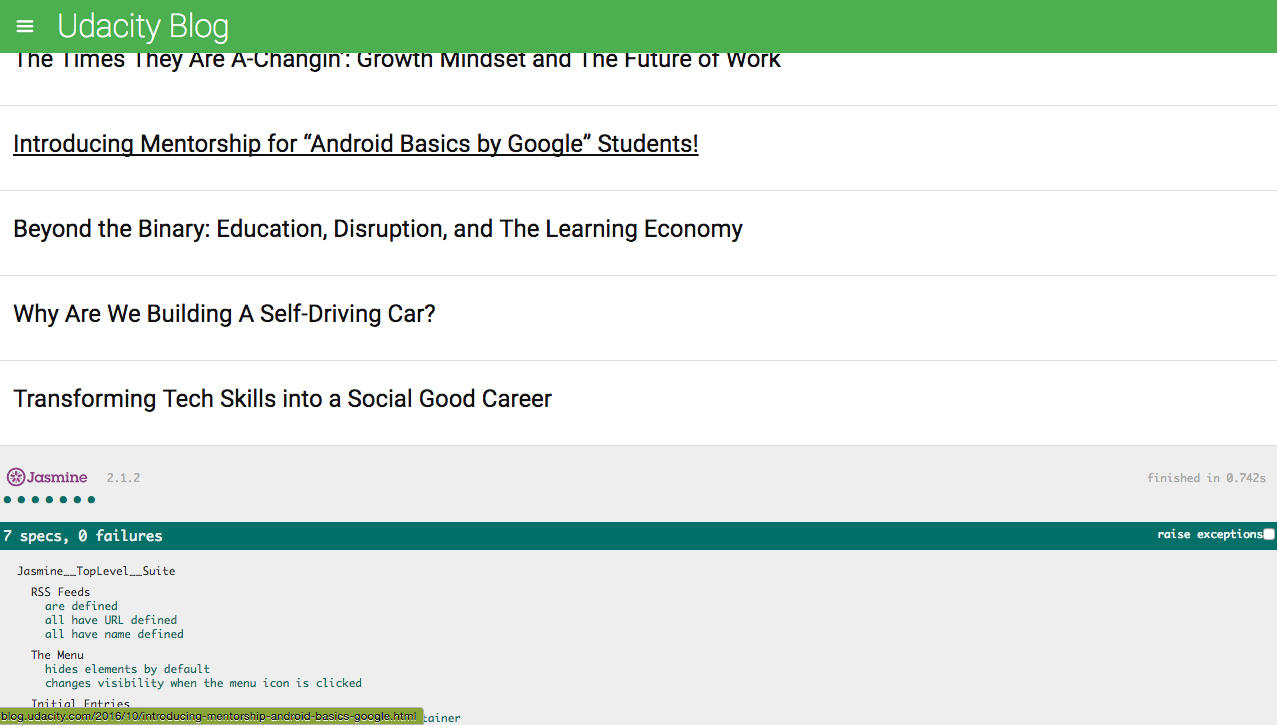 Udacity Blog
The Times They Are A-Changin': Growth Mindset and The Future of Work
Introducing Mentorship for “Android Basics by Google” Students!
Beyond the Binary: Education, Disruption, and The Learning Economy
Why Are We Building A Self-Driving Car?
Transforming Tech Skills into a Social Good Career
Jasmine 2.1.2 finished in 0.742s
7 specs, 0 failures raise exceptions
Jasmine__TopLevel__Suite
RSS Feeds
are defined
all have URL defined
all have name defined
The Menu
hides elements by default
changes visibility when the menu icon is clicked
Initial Entries
blog.udacity.com/2016/10/introducing-mentorship-android-basics-google.html